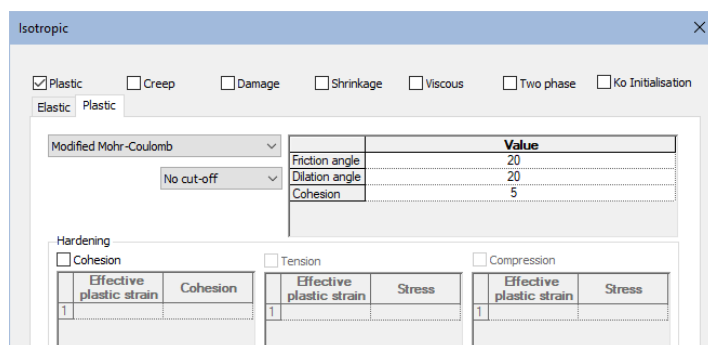 Isotropic
Plastic Creep Damage Shrinkage Viscous Two phase Ko Initialisation
Elastic Plastic
Modified Mohr-Coulomb
No cut-off
Value
Friction angle 20
Dilation angle 20
Cohesion 5
Hardening
Cohesion Tension Compression
Effective plastic strain Cohesion Effective plastic strain Stress Effective plastic strain Stress
1 1 1